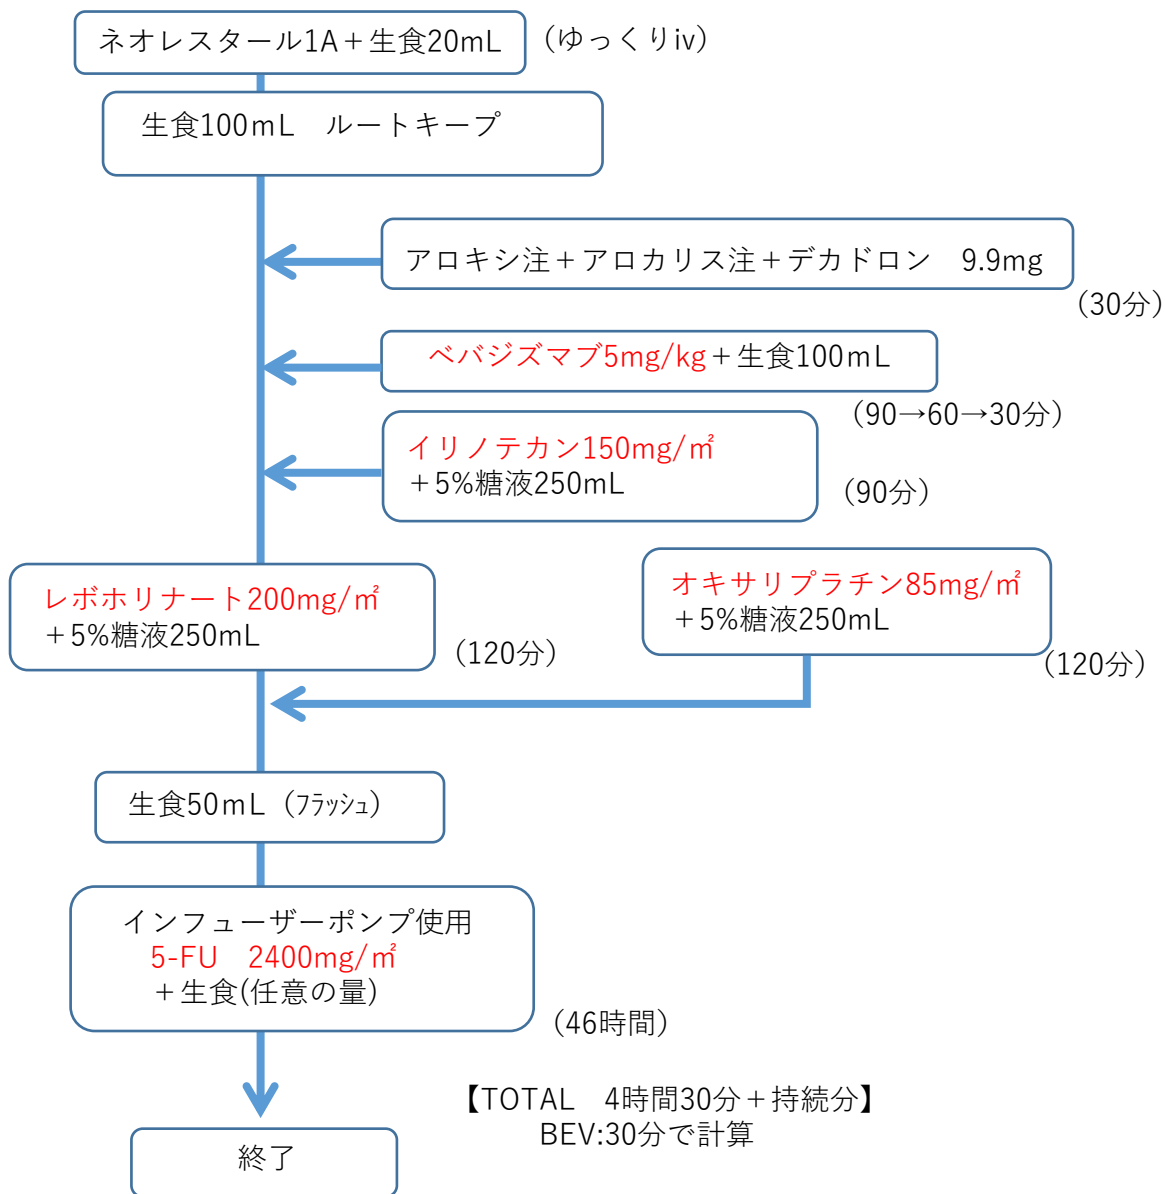 ネオレスタール1A＋生食20mL （ゆっくりiv）
生食100mL　ルートキープ
アロキシ注＋アロカリス注＋デカドロン　9.9mg
（30分）
ベバジズマブ5mg/kg＋生食100mL
（90→60→30分）
イリノテカン150mg/㎡
＋5%糖液250mL
（90分）
レボホリナート200mg/㎡
＋5%糖液250mL
（120分）
オキサリプラチン85mg/㎡
＋5%糖液250mL
（120分）
生食50mL（ﾌﾗｯｼｭ）
インフューザーポンプ使用
5-FU　2400mg/㎡
＋生食(任意の量)
（46時間）
【TOTAL　4時間30分＋持続分】
BEV:30分で計算
終了